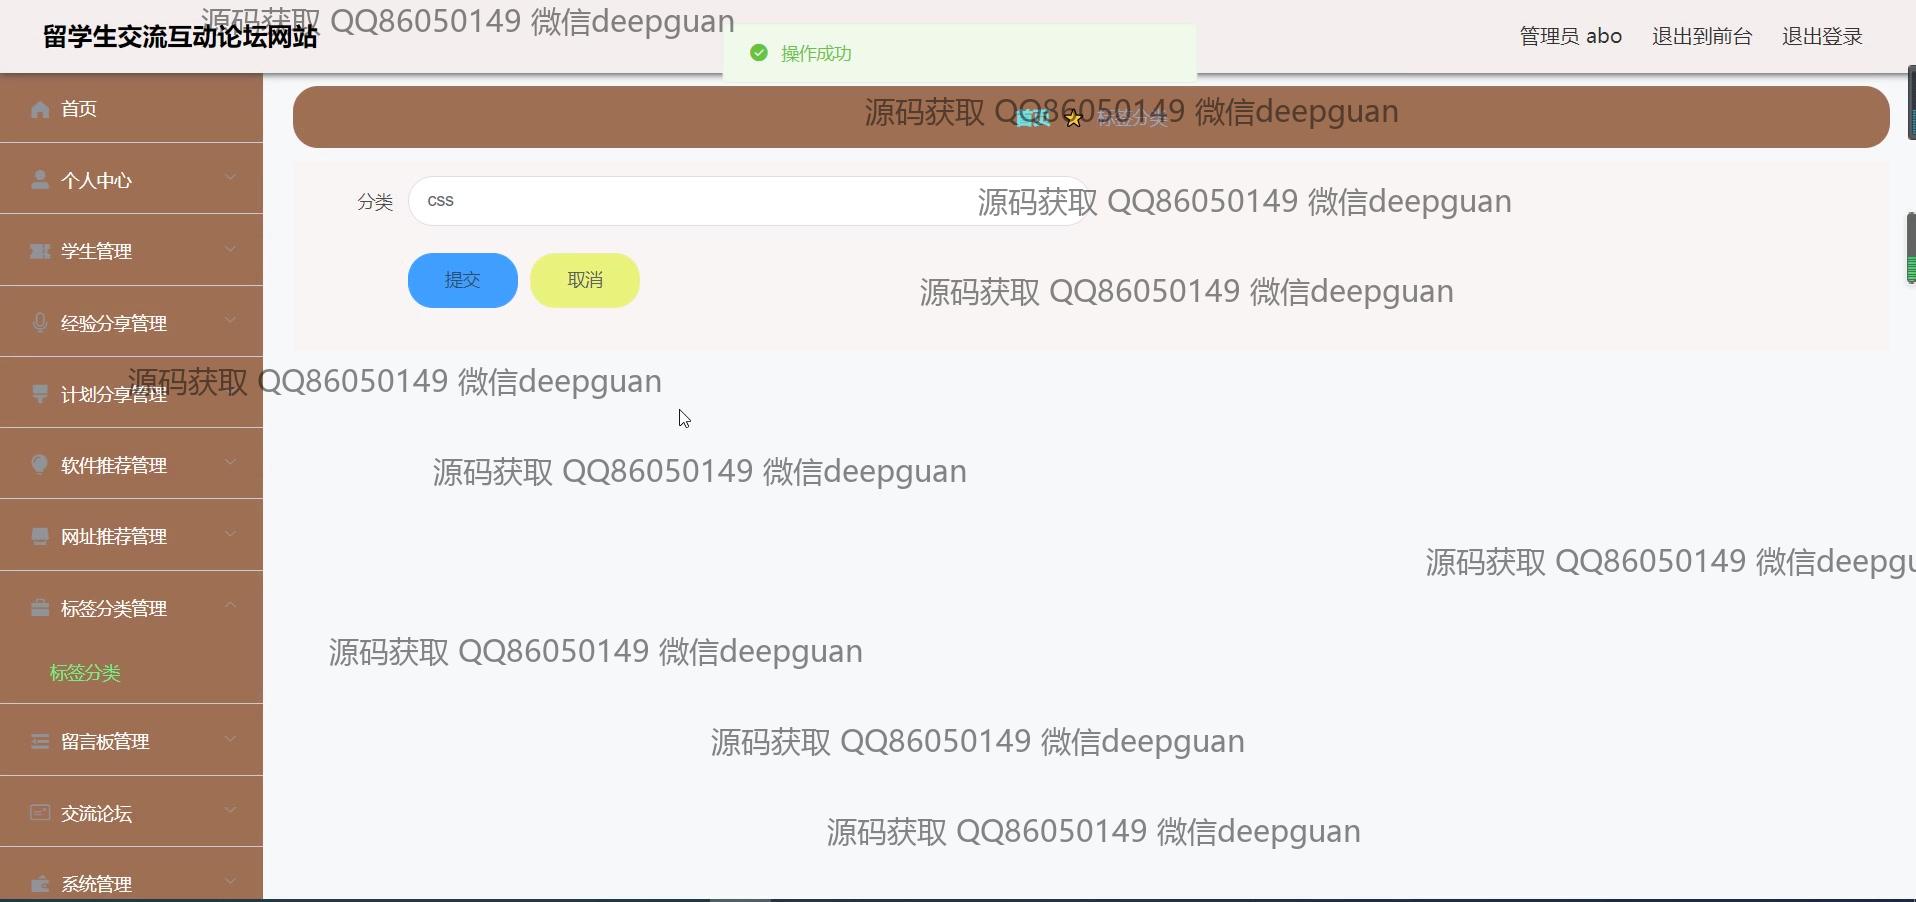 源码获取 QQ86050149 微信deepguan
留学生交流互动论坛网站
操作成功
管理员 abo
退出到前台
退出登录
首页
源码获取 QQ86050149 微信deepguan
首页
标签分类
个人中心
分类
css
源码获取 QQ86050149 微信deepguan
学生管理
提交
取消
源码获取 QQ86050149 微信deepguan
经验分享管理
源码获取 QQ86050149 微信deepguan
计划分享管理
软件推荐管理
源码获取 QQ86050149 微信deepguan
网址推荐管理
源码获取 QQ86050149 微信deepgu
标签分类管理
源码获取 QQ86050149 微信deepguan
标签分类
留言板管理
源码获取 QQ86050149 微信deepguan
交流论坛
源码获取 QQ86050149 微信deepguan
系统管理